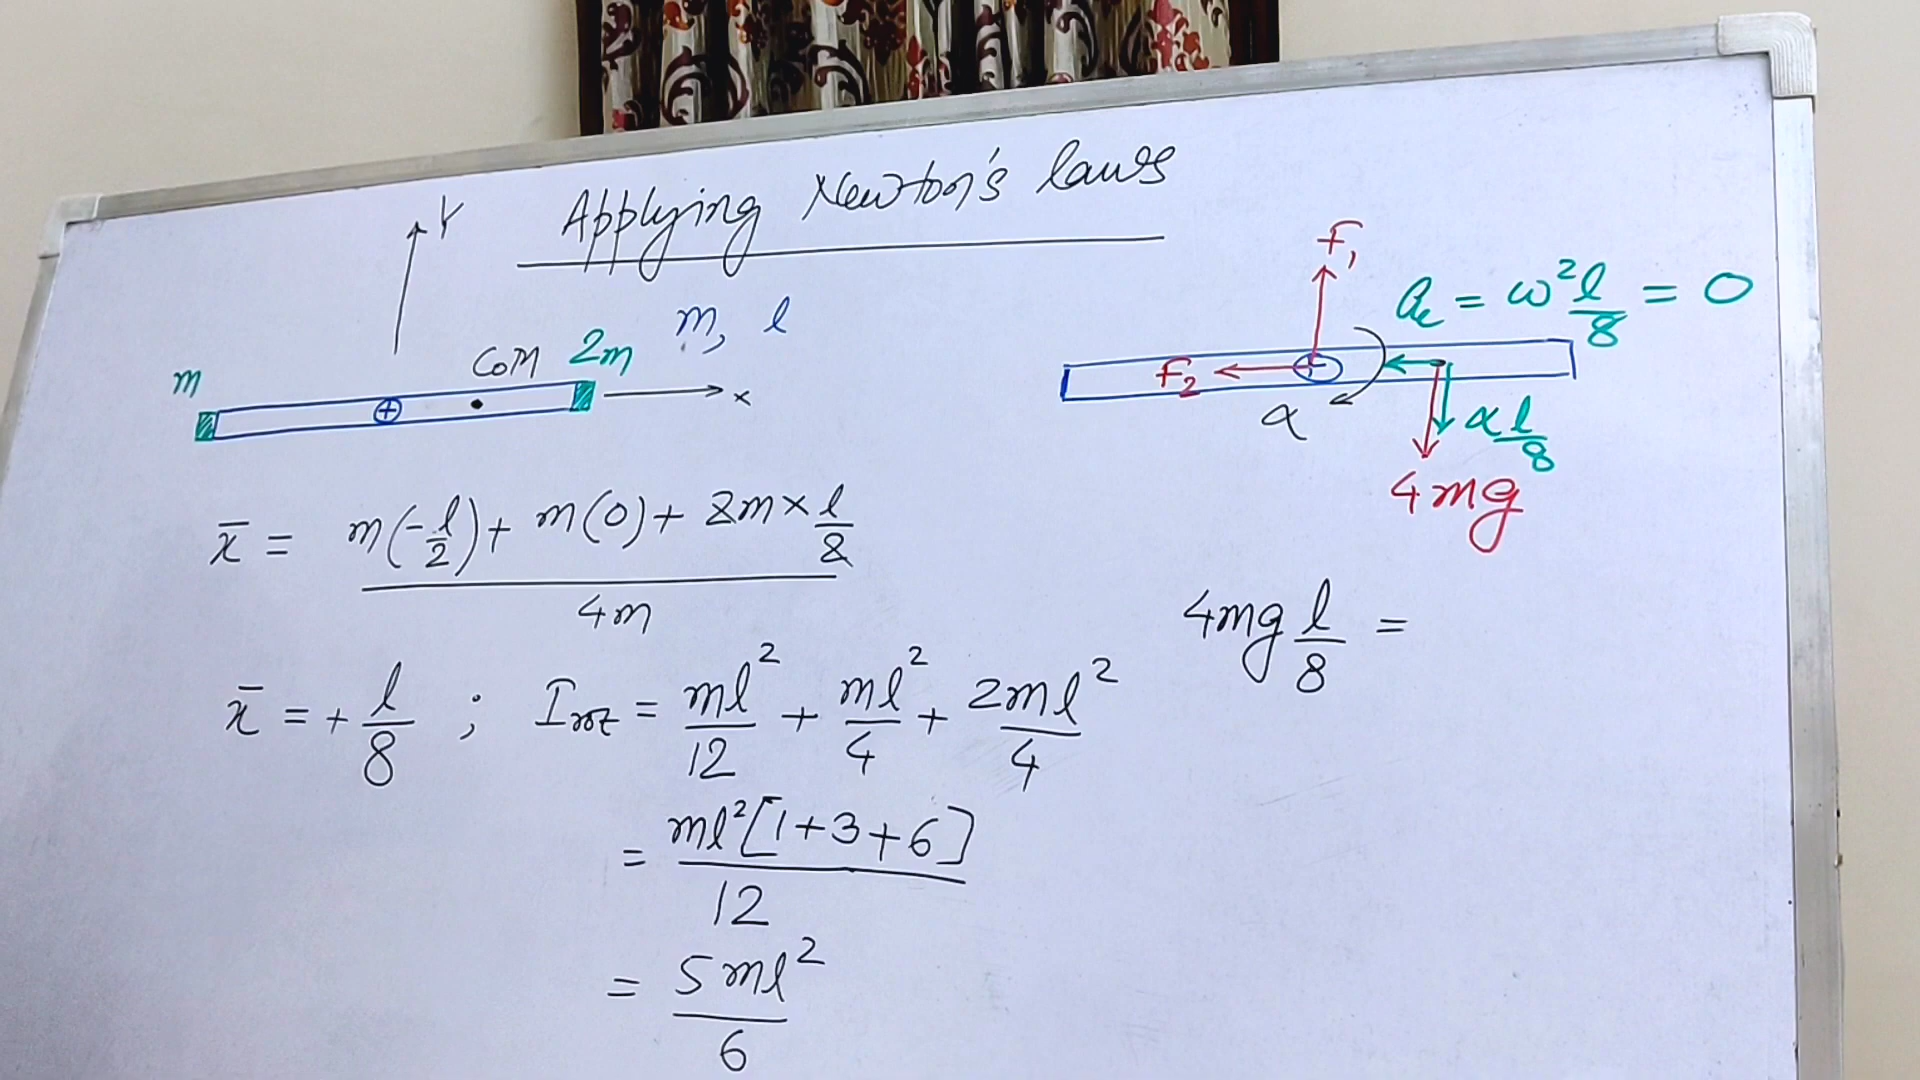 Applying Newton's laws
Y
m, l
m
CoM
2m
x
x̄ = (m(-l/2) + m(0) + 2m × l/8) / 4m
x̄ = + l/8 ; I_rot = ml²/12 + ml²/4 + 2ml²/4
= ml²[1+3+6] / 12
= 5ml² / 6
F₁
a_c = ω² l/8 = 0
F₂
α
α l/8
4mg
4mg l/8 =